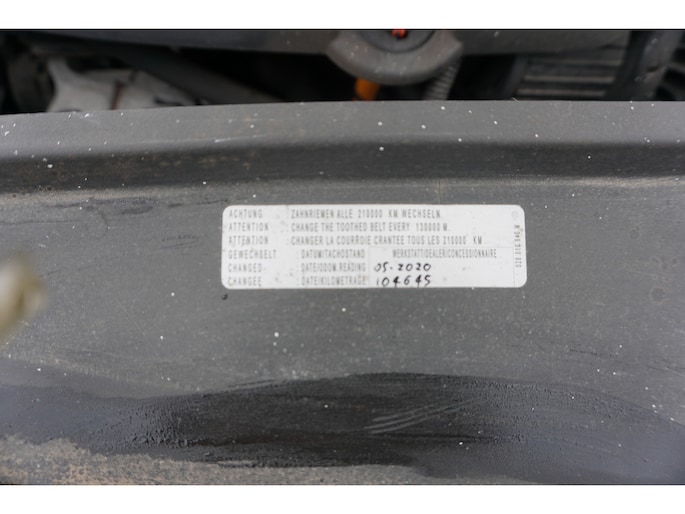 ACHTUNG : ZAHNRIEMEN ALLE 210000 KM WECHSELN.
ATTENTION : CHANGE THE TOOTHED BELT EVERY 130000 M.
ATTENTION : CHANGER LA COURROIE CRANTEE TOUS LES 210000 KM
GEWECHSELT : DATUM/TACHOSTAND WERKSTATT/DEALER/CONCESSIONNAIRE
CHANGED : DATE/ODOM.READING 05-2020
CHANGEE : DATE/KILOMETRAGE 104645